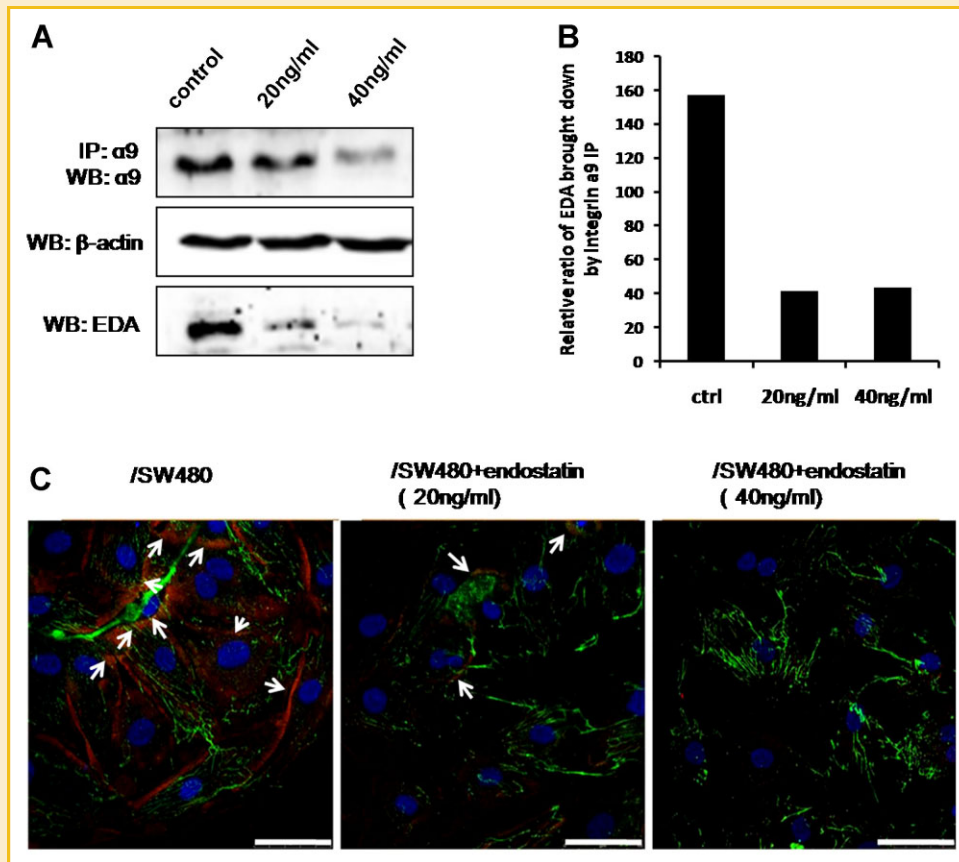 A
control
20ng/ml
40ng/ml
IP: α9
WB: α9
WB: β-actin
WB: EDA
B
Relative ratio of EDA brought down
by Integrin a9 IP
180
160
140
120
100
80
60
40
20
0
ctrl
20ng/ml
40ng/ml
C
/SW480
/SW480+endostatin
( 20ng/ml)
/SW480+endostatin
( 40ng/ml)